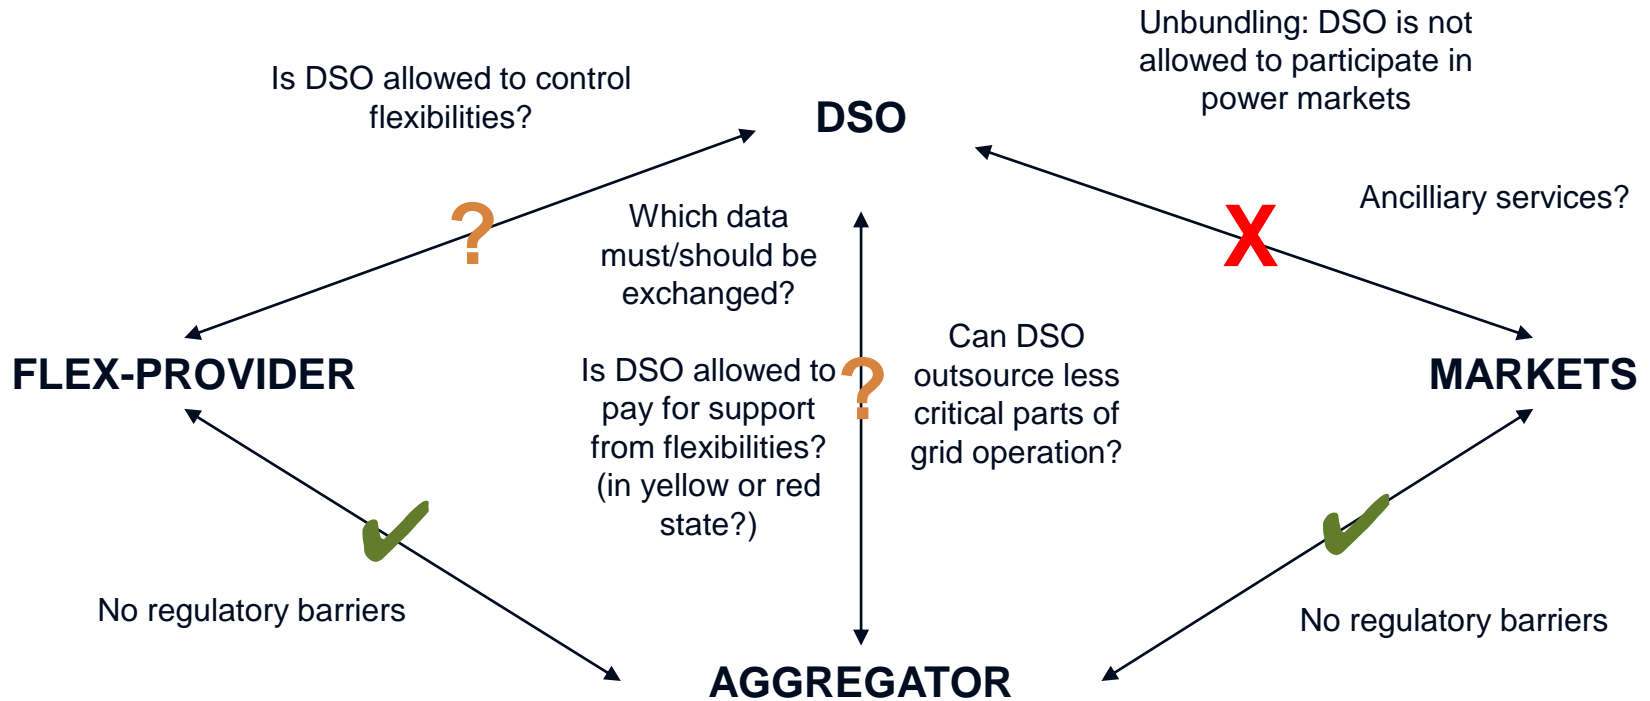 Unbundling: DSO is not
allowed to participate in
power markets
Is DSO allowed to control
flexibilities?
DSO
Ancilliary services?
?
Which data
must/should be
exchanged?
X
FLEX-PROVIDER
Is DSO allowed to
pay for support
from flexibilities?
(in yellow or red
state?)
?
Can DSO
outsource less
critical parts of
grid operation?
MARKETS
No regulatory barriers
No regulatory barriers
AGGREGATOR